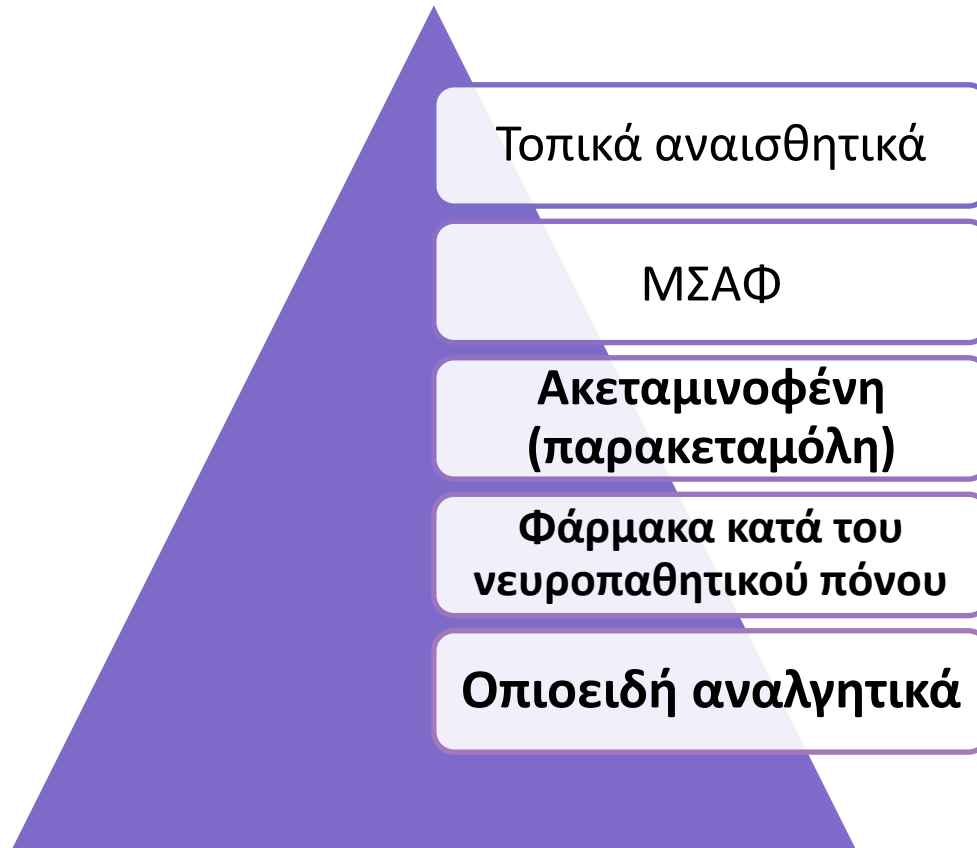 Τοπικά αναισθητικά
ΜΣΑΦ
Ακεταμινοφένη
(παρακεταμόλη)
Φάρμακα κατά του
νευροπαθητικού πόνου
Οπιοειδή αναλγητικά